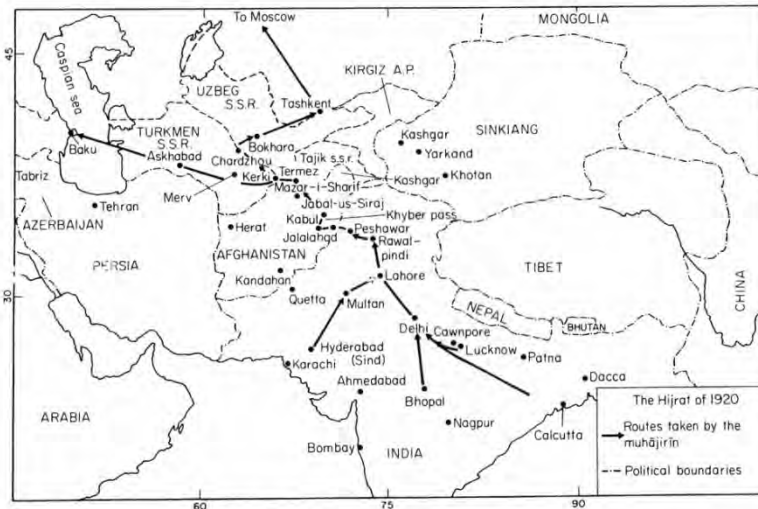 To Moscow
MONGOLIA
45
Caspian sea
UZBEG
S.S.R.
KIRGIZ A.P.
Tashkent
SINKIANG
TURKMEN
S.S.R.
Bokhara
Kashgar
Baku
Askhabad
Chardzhou
Tajik s.s.r.
Yarkand
Tabriz
Kerki
Termez
Kashgar
Khotan
Merv
Mazar-i-Sharif
Jabal-us-Siraj
Tehran
Kabul
Khyber pass
AZERBAIJAN
Herat
Jalalahgd
Peshawar
Rawal-
pindi
AFGHANISTAN
PERSIA
Kandahan
Lahore
TIBET
30
Quetta
Multan
NEPAL
CHINA
Delhi
Cawnpore
BHUTAN
Hyderabad
(Sind)
Lucknow
Karachi
Patna
Ahmedabad
Dacca
ARABIA
Bhopal
The Hijrat of 1920
Nagpur
Calcutta
Routes taken by the
muhājirīn
Bombay
INDIA
Political boundaries
60
75
90